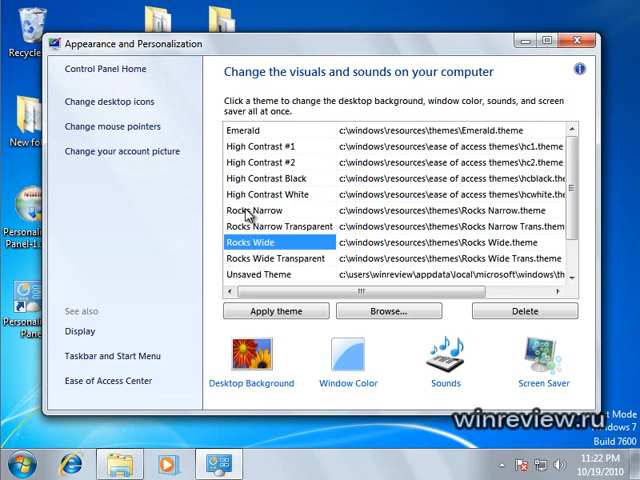 Recycle
New fo
Personali
Panel-1.
Personali
Pane
Appearance and Personalization
Control Panel Home
Change desktop icons
Change mouse pointers
Change your account picture
See also
Display
Taskbar and Start Menu
Ease of Access Center
Change the visuals and sounds on your computer
Click a theme to change the desktop background, window color, sounds, and screen
saver all at once.
Emerald c:\windows\resources\themes\Emerald.theme
High Contrast #1 c:\windows\resources\ease of access themes\hc1.theme
High Contrast #2 c:\windows\resources\ease of access themes\hc2.theme
High Contrast Black c:\windows\resources\ease of access themes\hcblack.the
High Contrast White c:\windows\resources\ease of access themes\hcwhite.the
Rocks Narrow c:\windows\resources\themes\Rocks Narrow.theme
Rocks Narrow Transparent c:\windows\resources\themes\Rocks Narrow Trans.them
Rocks Wide c:\windows\resources\themes\Rocks Wide.theme
Rocks Wide Transparent c:\windows\resources\themes\Rocks Wide Trans.theme
Unsaved Theme c:\users\winreview\appdata\local\microsoft\windows\th
Apply theme Browse... Delete
Desktop Background Window Color Sounds Screen Saver
winreview.ru
st Mode
indows 7
Build 7600
11:22 PM
10/19/2010